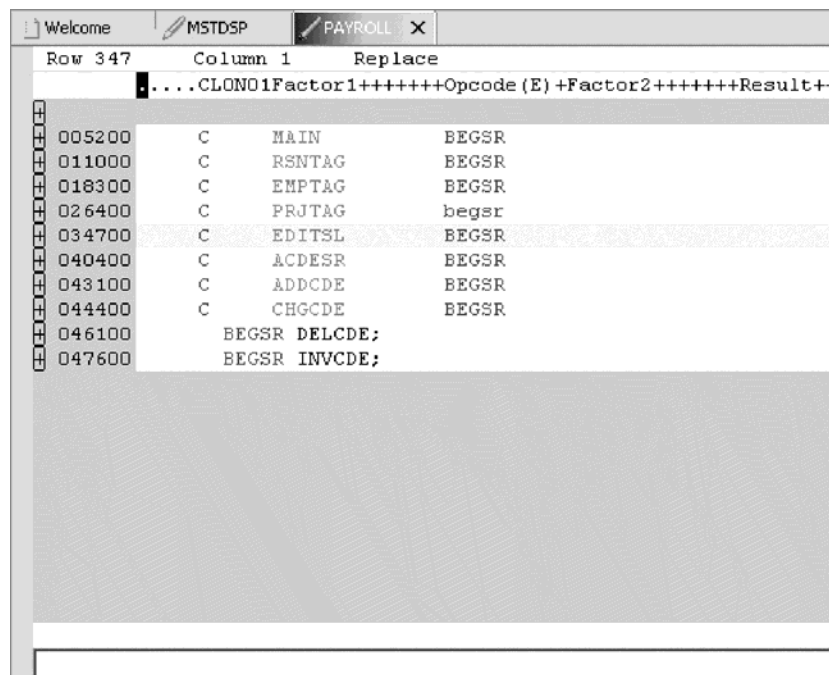 Welcome MSTDSP PAYROLL
Row 347 Column 1 Replace
.....CL0N01Factor1+++++++Opcode(E)+Factor2+++++++Result+
005200 C MAIN BEGSR
011000 C RSNTAG BEGSR
018300 C EMPTAG BEGSR
026400 C PRJTAG begsr
034700 C EDITSL BEGSR
040400 C ACDESR BEGSR
043100 C ADDCDE BEGSR
044400 C CHGCDE BEGSR
046100 BEGSR DELCDE;
047600 BEGSR INVCDE;